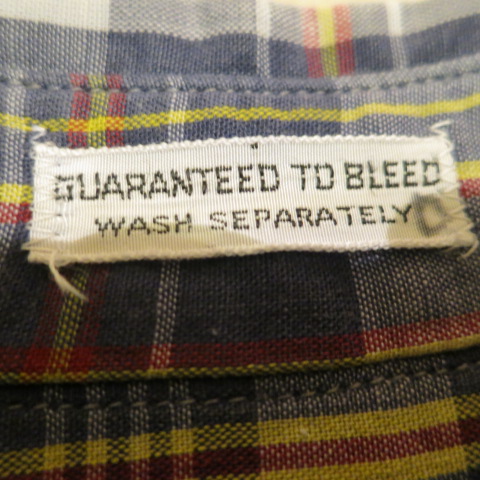 GUARANTEED TO BLEED
WASH SEPARATELY